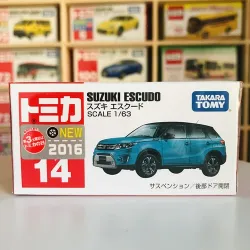 トミカ
SUZUKI ESCUDO
スズキ エスクード
SCALE 1/63
TAKARA
TOMY
NEW
2016
14
サスペンション／後部ドア開閉